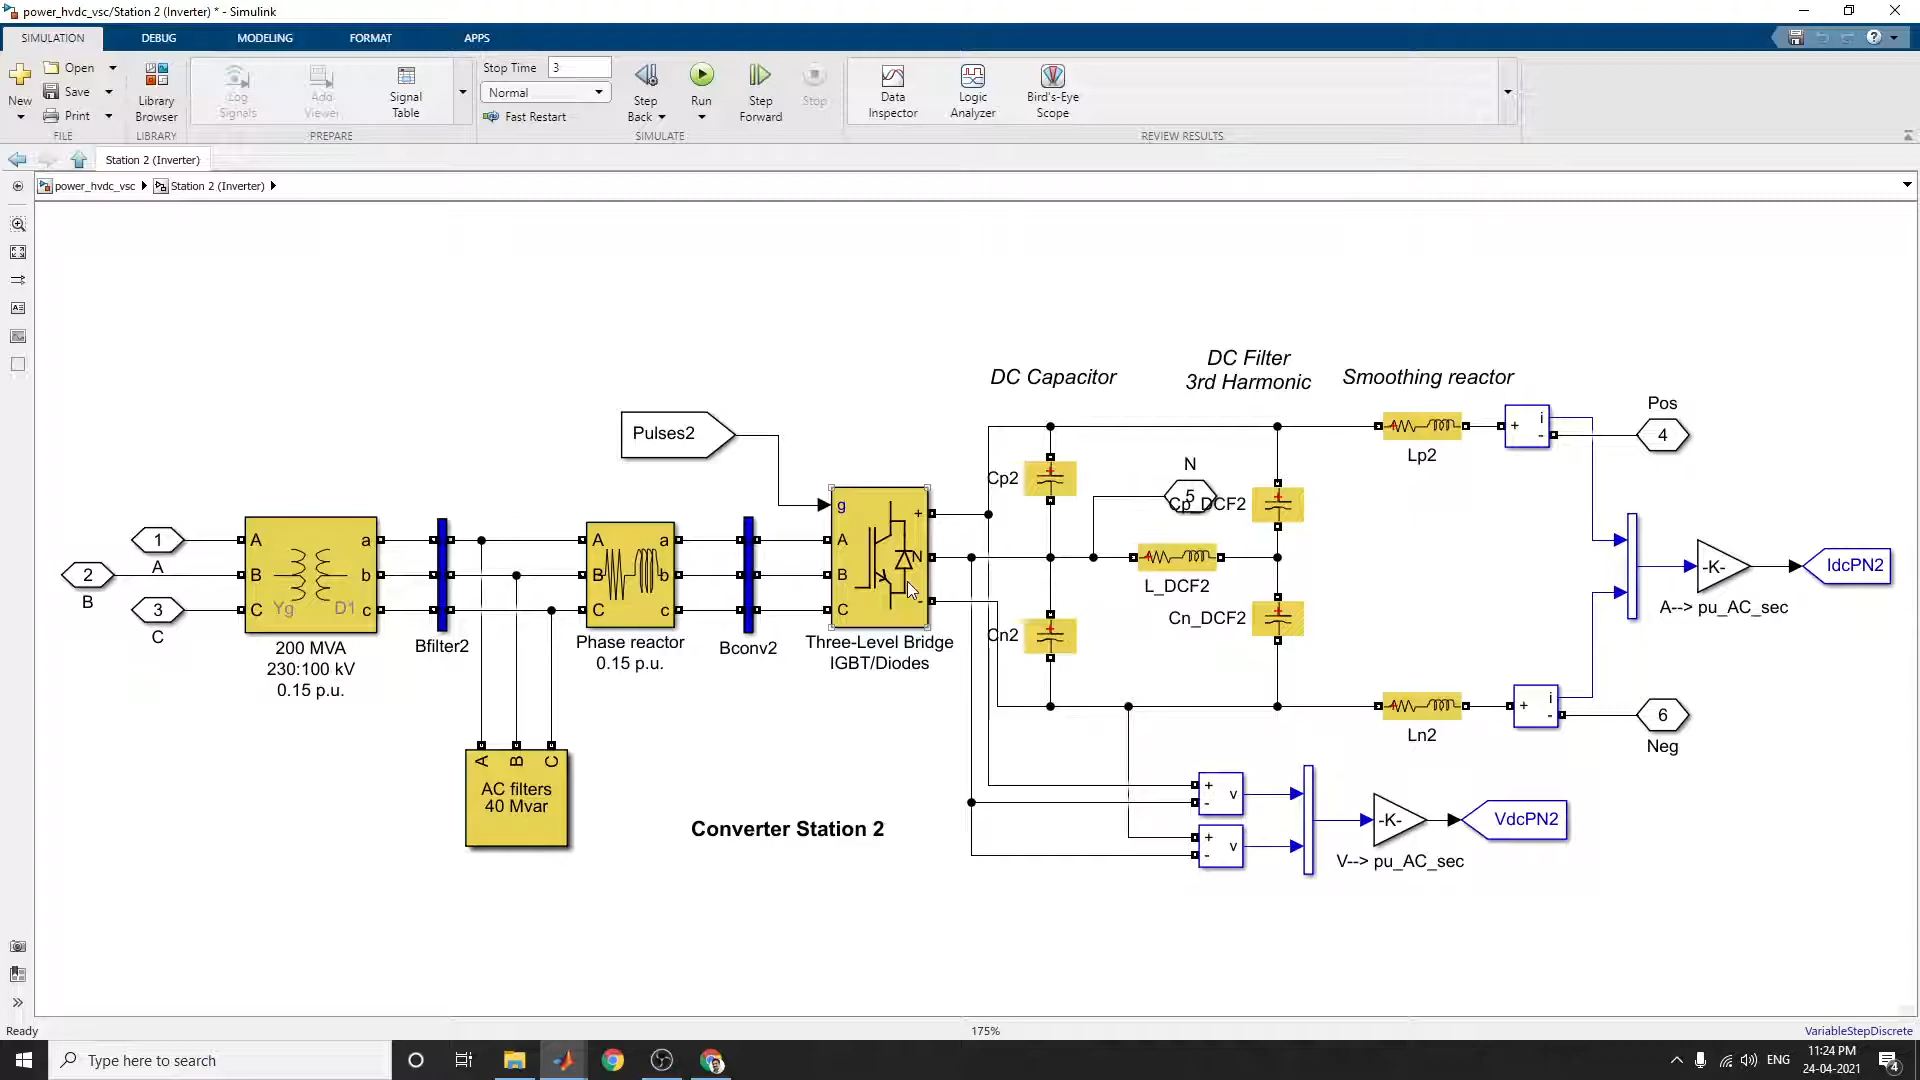 power_hvdc_vsc/Station 2 (Inverter) * - Simulink
SIMULATION DEBUG MODELING FORMAT APPS
New
Open
Save
Print
FILE
Library
Browser
LIBRARY
Log
Signals
Add
Viewer
Signal
Table
PREPARE
Stop Time 3
Normal
Fast Restart
Step
Back
Run
Step
Forward
Stop
SIMULATE
Data
Inspector
Logic
Analyzer
Bird's-Eye
Scope
REVIEW RESULTS
Station 2 (Inverter)
power_hvdc_vsc Station 2 (Inverter)
DC Capacitor
DC Filter
3rd Harmonic
Smoothing reactor
Pulses2
1
A
2
B
3
C
A
B
C
a
b
c
Yg D1
200 MVA
230:100 kV
0.15 p.u.
Bfilter2
A
B
C
a
b
c
Phase reactor
0.15 p.u.
Bconv2
g
A
B
C
+
N
-
Three-Level Bridge
IGBT/Diodes
A B C
AC filters
40 Mvar
Converter Station 2
Cp2
Cn2
N
5
Cp_DCF2
L_DCF2
Cn_DCF2
Lp2
Ln2
+ i
-
Pos
4
+ i
-
6
Neg
-K-
A--> pu_AC_sec
IdcPN2
+ v
-
+ v
-
-K-
V--> pu_AC_sec
VdcPN2
Ready
175%
VariableStepDiscrete
Type here to search
ENG
11:24 PM
24-04-2021
4